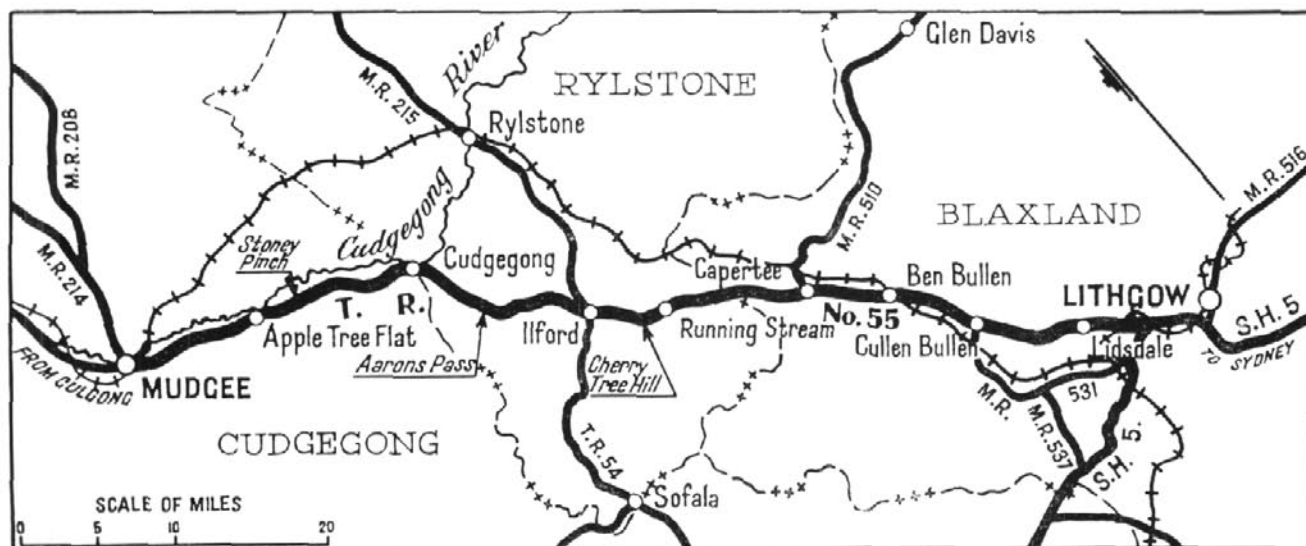 Glen Davis
M.R. 215
River
RYLSTONE
M.R. 208
Rylstone
M.R. 516
M.R. 510
BLAXLAND
Cudgegong
Stoney
Pinch
M.R. 214
Cudgegong
Capertee
Ben Bullen
LITHGOW
T. R.
No. 55
S.H. 5
Apple Tree Flat
Ilford
Running Stream
Cullen Bullen
Lidsdale
TO SYDNEY
FROM GULGONG
MUDGEE
Aarons Pass
Cherry
Tree Hill
M.R.
531
M.R. 537
CUDGEGONG
T.R. 54
S.H. 5.
Sofala
SCALE OF MILES
0 5 10 20